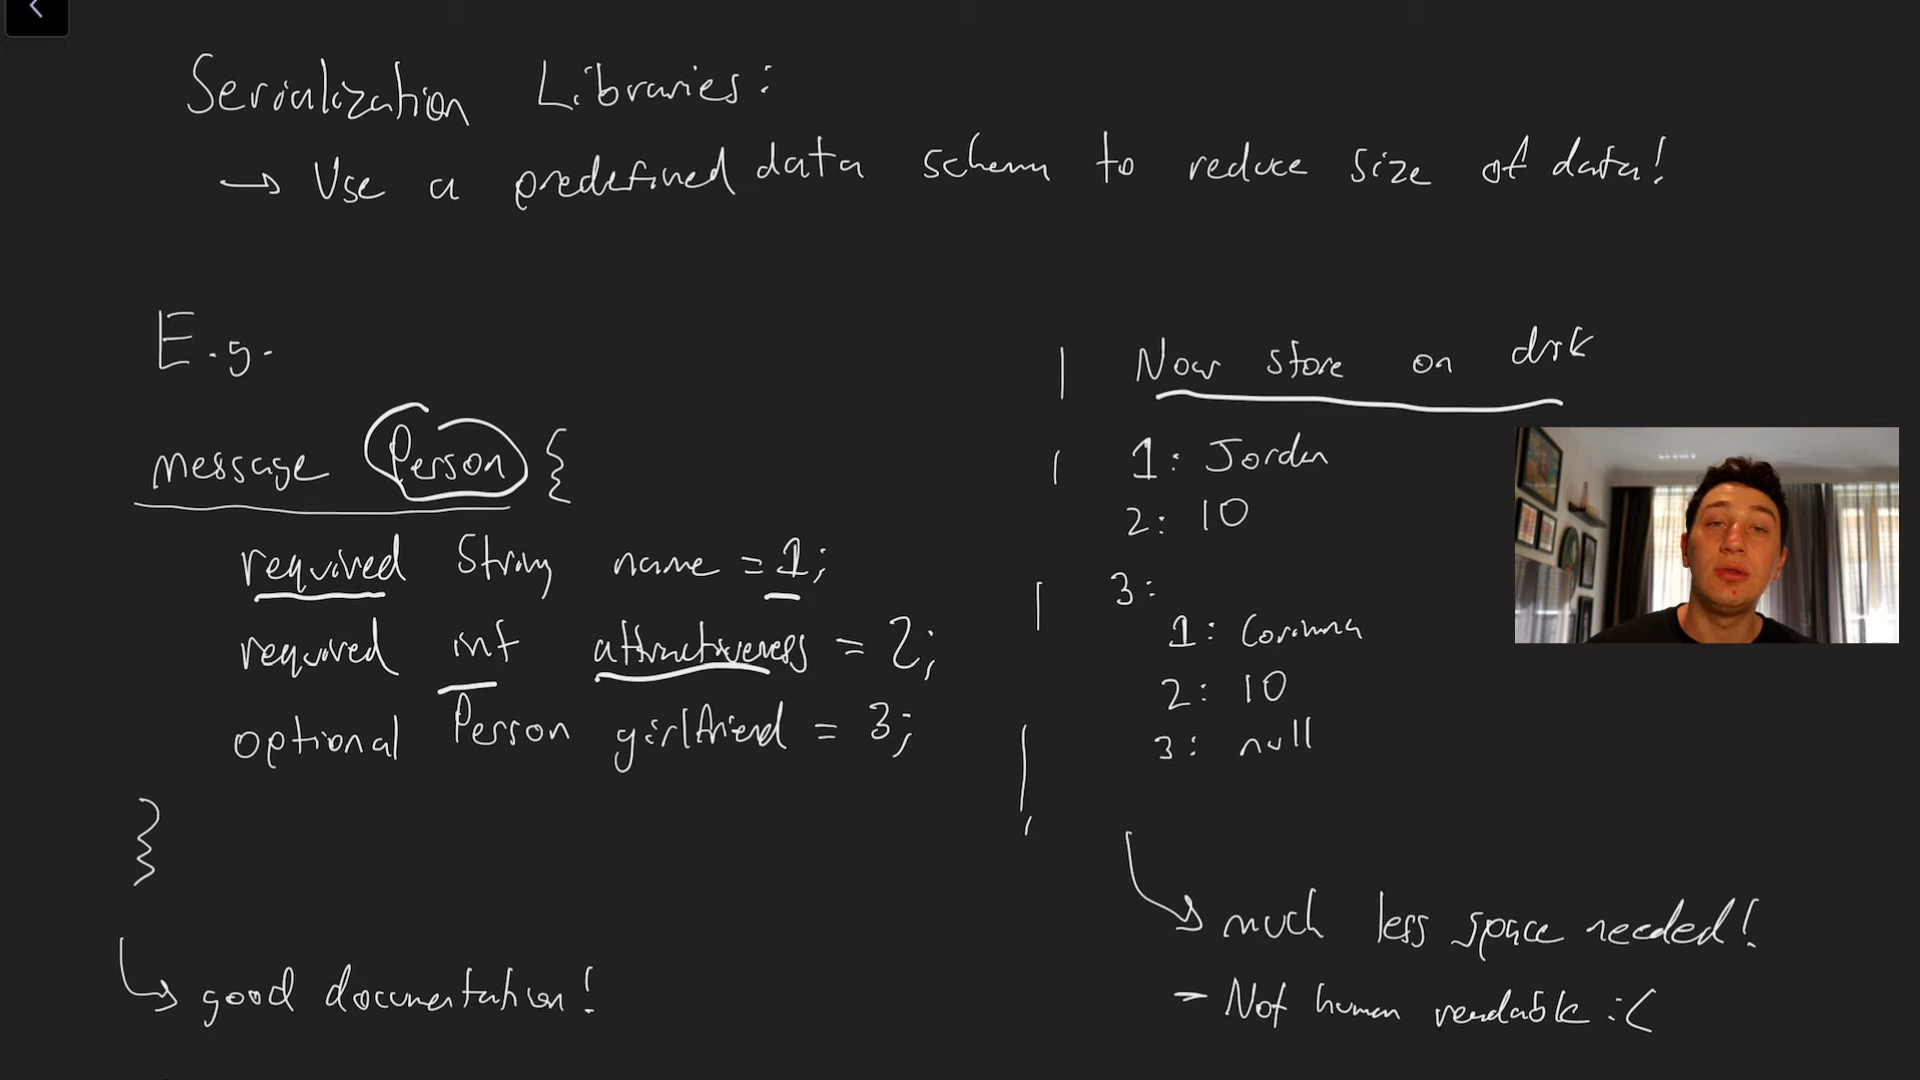 Serialization Libraries:
→ Use a predefined data schema to reduce size of data!
E.g.
message Person {
required String name = 1;
required int attractiveness = 2;
optional Person girlfriend = 3;
}
↳ good documentation!
Now store on disk
1: Jordan
2: 10
3:
1: Corinna
2: 10
3: null
↳ much less space needed!
- Not human readable :(